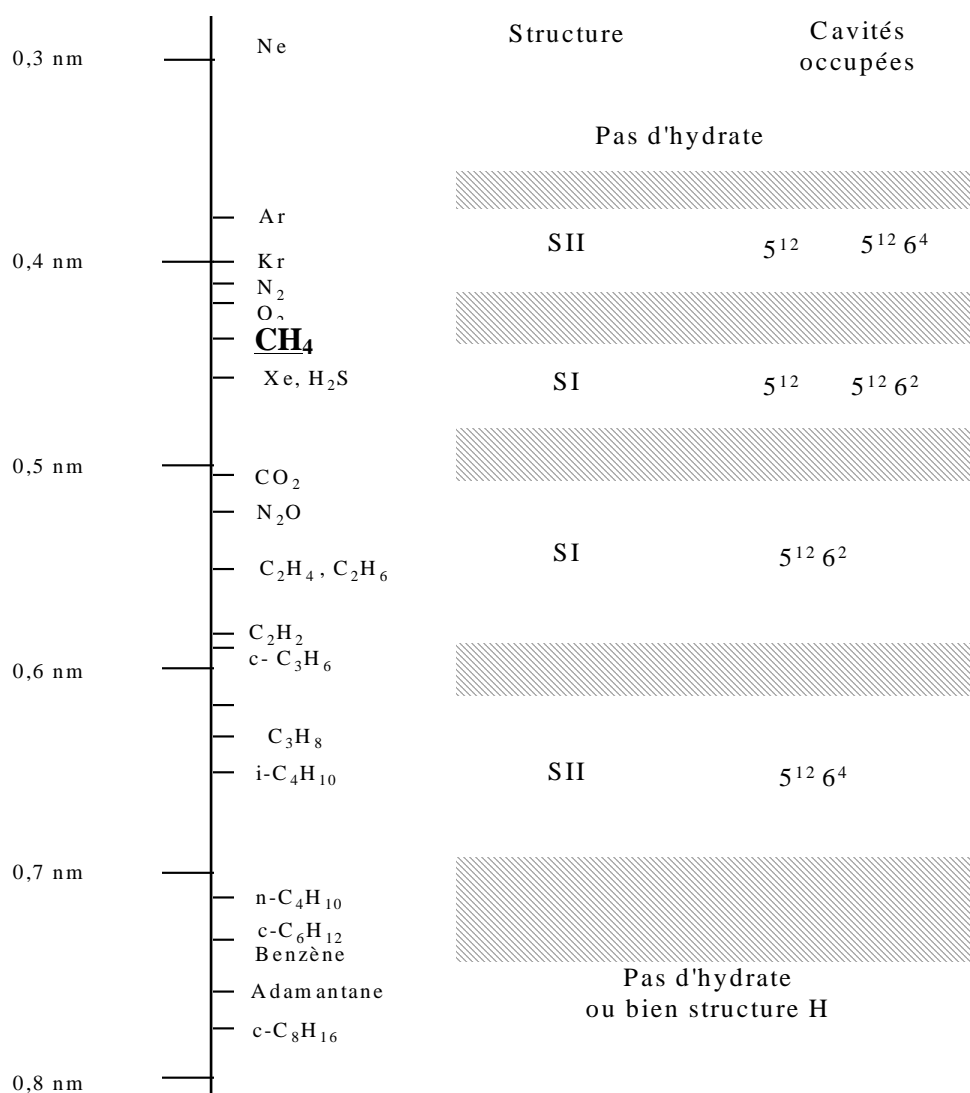 Structure
Cavités
occupées
0,3 nm
Ne
Pas d'hydrate
Ar
SII 5¹² 5¹² 6⁴
0,4 nm
Kr
N₂
O₂
CH₄
Xe, H₂S
SI 5¹² 5¹² 6²
0,5 nm
CO₂
N₂O
SI 5¹² 6²
C₂H₄ , C₂H₆
C₂H₂
c- C₃H₆
0,6 nm
C₃H₈
i-C₄H₁₀
SII 5¹² 6⁴
0,7 nm
n-C₄H₁₀
c-C₆H₁₂
Benzène
Adamantane
Pas d'hydrate
ou bien structure H
c-C₈H₁₆
0,8 nm